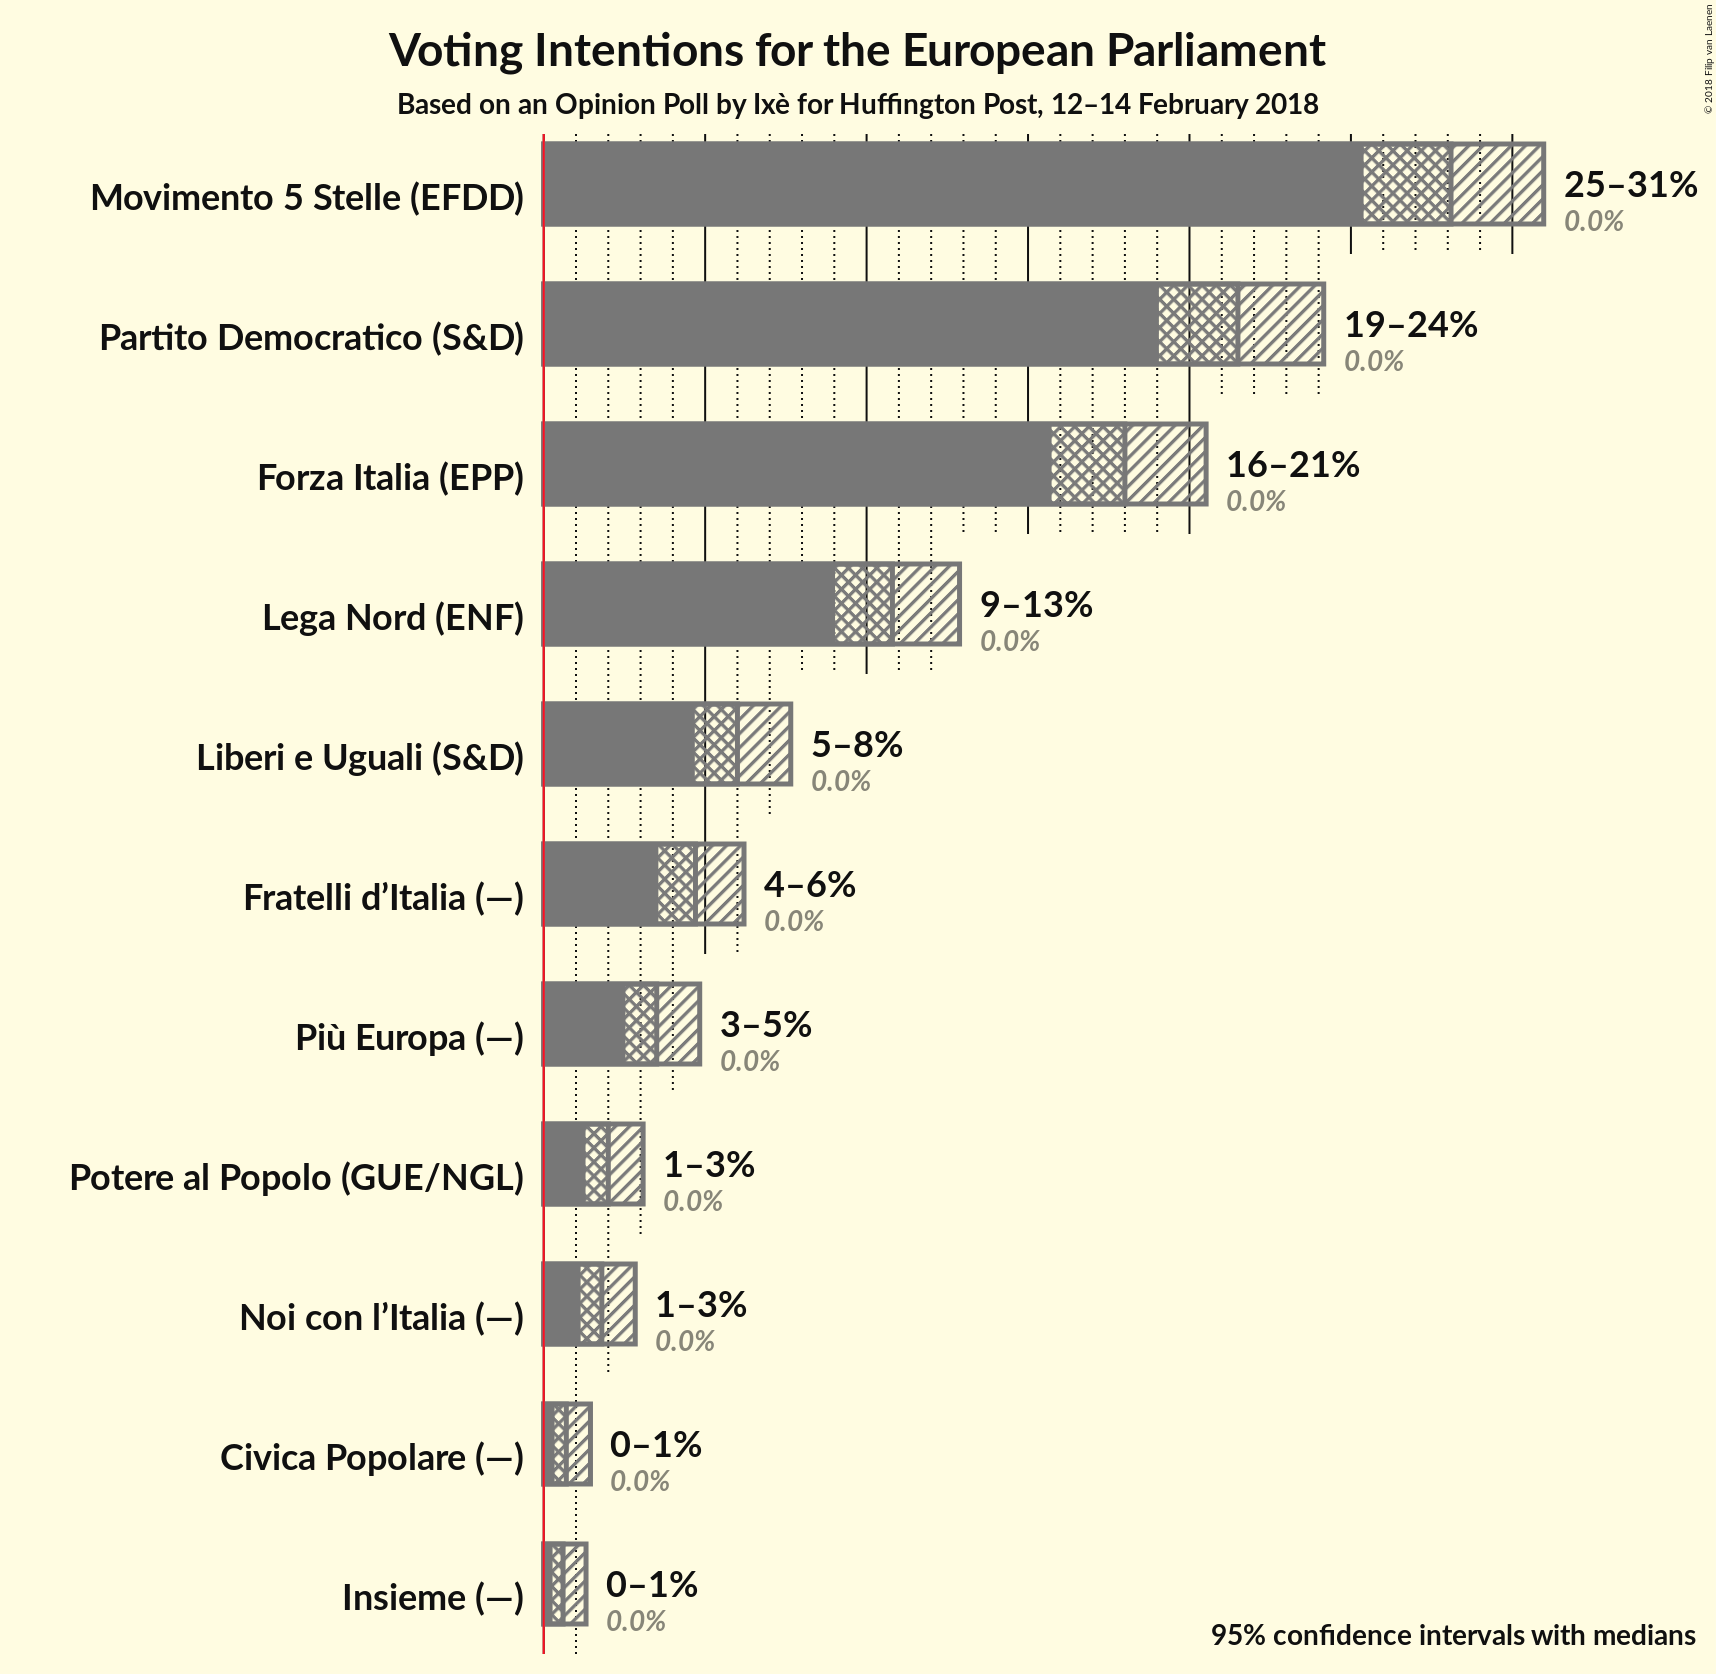 Voting Intentions for the European Parliament
Based on an Opinion Poll by Ixè for Huffington Post, 12–14 February 2018
© 2018 Filip van Laenen
Movimento 5 Stelle (EFDD)
25–31%
0.0%
Partito Democratico (S&D)
19–24%
0.0%
Forza Italia (EPP)
16–21%
0.0%
Lega Nord (ENF)
9–13%
0.0%
Liberi e Uguali (S&D)
5–8%
0.0%
Fratelli d’Italia (—)
4–6%
0.0%
Più Europa (—)
3–5%
0.0%
Potere al Popolo (GUE/NGL)
1–3%
0.0%
Noi con l’Italia (—)
1–3%
0.0%
Civica Popolare (—)
0–1%
0.0%
Insieme (—)
0–1%
0.0%
95% confidence intervals with medians